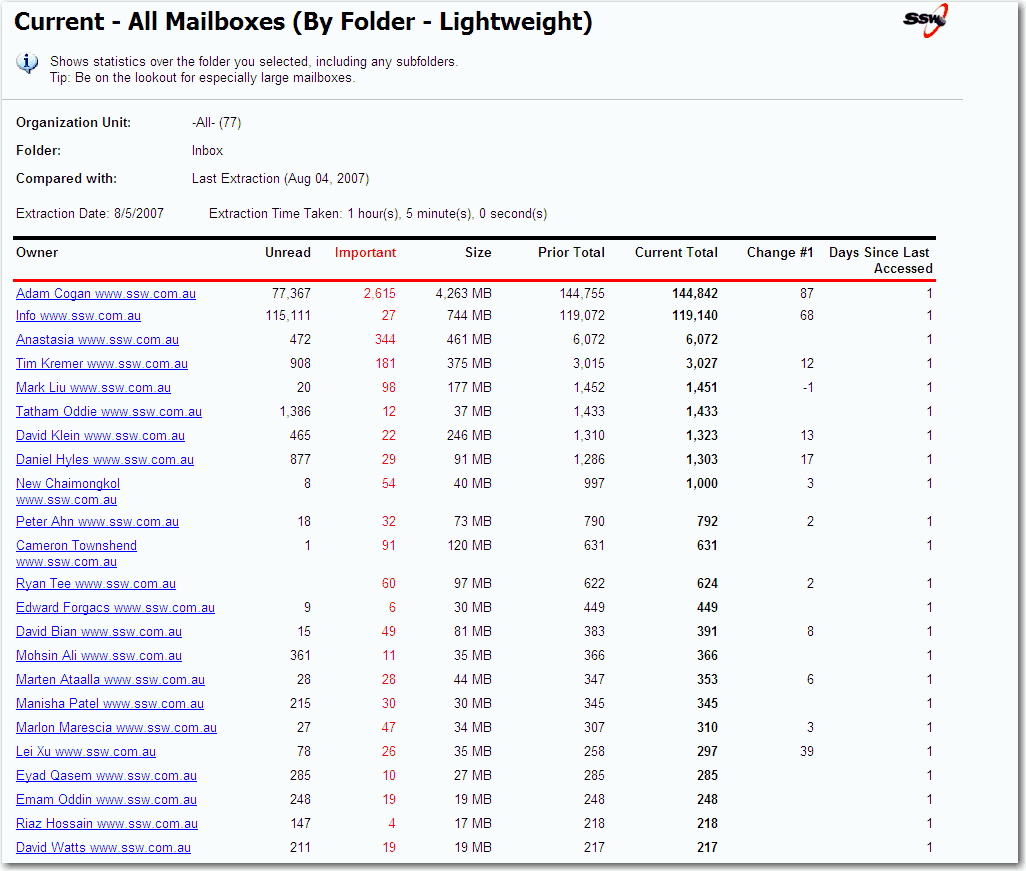 Current - All Mailboxes (By Folder - Lightweight)
SSW
Shows statistics over the folder you selected, including any subfolders.
Tip: Be on the lookout for especially large mailboxes.
Organization Unit: -All- (77)
Folder: Inbox
Compared with: Last Extraction (Aug 04, 2007)
Extraction Date: 8/5/2007 Extraction Time Taken: 1 hour(s), 5 minute(s), 0 second(s)
Owner Unread Important Size Prior Total Current Total Change #1 Days Since Last
Accessed
Adam Cogan www.ssw.com.au 77,367 2,615 4,263 MB 144,755 144,842 87 1
Info www.ssw.com.au 115,111 27 744 MB 119,072 119,140 68 1
Anastasia www.ssw.com.au 472 344 461 MB 6,072 6,072 1
Tim Kremer www.ssw.com.au 908 181 375 MB 3,015 3,027 12 1
Mark Liu www.ssw.com.au 20 98 177 MB 1,452 1,451 -1 1
Tatham Oddie www.ssw.com.au 1,386 12 37 MB 1,433 1,433 1
David Klein www.ssw.com.au 465 22 246 MB 1,310 1,323 13 1
Daniel Hyles www.ssw.com.au 877 29 91 MB 1,286 1,303 17 1
New Chaimongkol 8 54 40 MB 997 1,000 3 1
www.ssw.com.au
Peter Ahn www.ssw.com.au 18 32 73 MB 790 792 2 1
Cameron Townshend 1 91 120 MB 631 631 1
www.ssw.com.au
Ryan Tee www.ssw.com.au 60 97 MB 622 624 2 1
Edward Forgacs www.ssw.com.au 9 6 30 MB 449 449 1
David Bian www.ssw.com.au 15 49 81 MB 383 391 8 1
Mohsin Ali www.ssw.com.au 361 11 35 MB 366 366 1
Marten Ataalla www.ssw.com.au 28 28 44 MB 347 353 6 1
Manisha Patel www.ssw.com.au 215 30 30 MB 345 345 1
Marlon Marescia www.ssw.com.au 27 47 34 MB 307 310 3 1
Lei Xu www.ssw.com.au 78 26 35 MB 258 297 39 1
Eyad Qasem www.ssw.com.au 285 10 27 MB 285 285 1
Emam Oddin www.ssw.com.au 248 19 19 MB 248 248 1
Riaz Hossain www.ssw.com.au 147 4 17 MB 218 218 1
David Watts www.ssw.com.au 211 19 19 MB 217 217 1